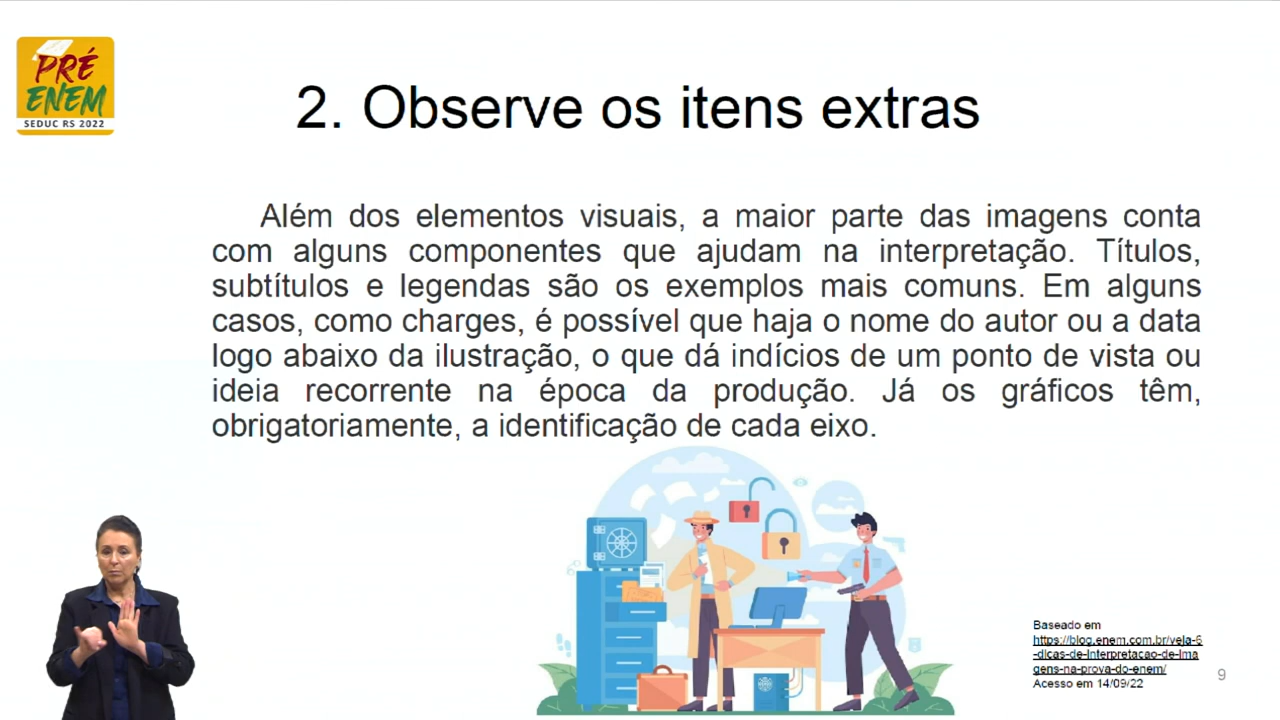 PRÉ
ENEM
SEDUC RS 2022
2. Observe os itens extras
Além dos elementos visuais, a maior parte das imagens conta
com alguns componentes que ajudam na interpretação. Títulos,
subtítulos e legendas são os exemplos mais comuns. Em alguns
casos, como charges, é possível que haja o nome do autor ou a data
logo abaixo da ilustração, o que dá indícios de um ponto de vista ou
ideia recorrente na época da produção. Já os gráficos têm,
obrigatoriamente, a identificação de cada eixo.
Baseado em
https://blog.enem.com.br/veja-6
-dicas-de-interpretacao-de-ima
gens-na-prova-do-enem/
Acesso em 14/09/22
9